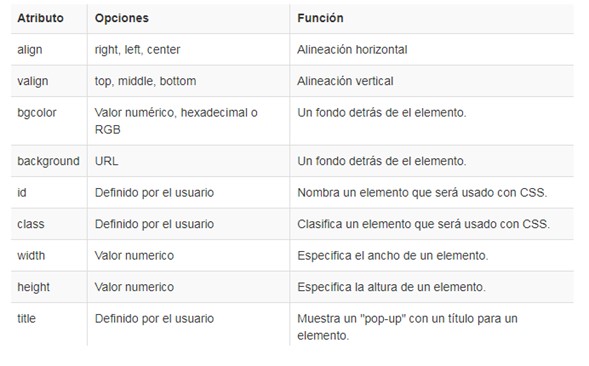 Atributo Opciones Función
align right, left, center Alineación horizontal
valign top, middle, bottom Alineación vertical
bgcolor Valor numérico, hexadecimal o Un fondo detrás de el elemento.
RGB
background URL Un fondo detrás de el elemento.
id Definido por el usuario Nombra un elemento que será usado con CSS.
class Definido por el usuario Clasifica un elemento que será usado con CSS.
width Valor numerico Especifica el ancho de un elemento.
height Valor numerico Especifica la altura de un elemento.
title Definido por el usuario Muestra un "pop-up" con un título para un
elemento.